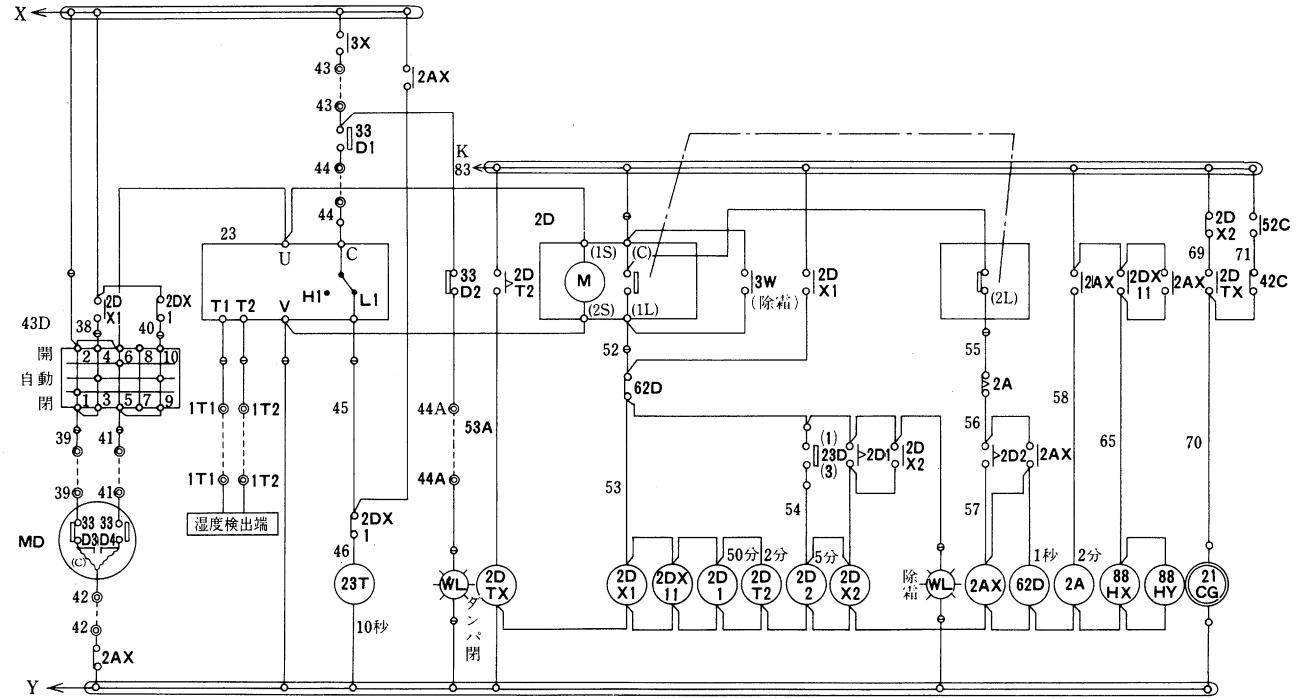 X
3X
43
43
2AX
33
D1
44
44
K
83
23
U
C
H1
L1
T1
T2
V
2D
(1S)
(C)
M
(2S)
(1L)
33
D2
2D
T2
3W
(除霜)
2D
X1
(2L)
2AX
2DX
11
2AX
2D
X2
69
2D
TX
52C
71
42C
43D
2D
X1
38
2DX
1
40
開
2
4
6
8
10
自動
閉
1
3
5
7
9
39
41
39
41
MD
33
D3
33
D4
(C)
42
42
2AX
1T1
1T2
1T1
1T2
湿度検出端
45
2DX
1
46
23T
10秒
44A
53A
44A
WL
ダンパ閉
2D
TX
52
62D
53
(1)
23D
(3)
54
2D1
2D
X2
55
2A
56
2D2
2AX
57
58
65
70
2D
X1
2DX
11
50分
2D
1
2分
2D
T2
5分
2D
2
2D
X2
除霜
WL
2AX
1秒
62D
2分
2A
88
HX
88
HY
21
CG
Y